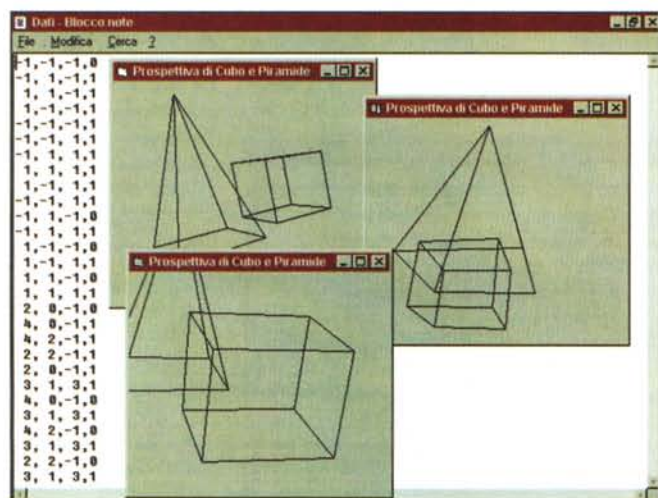 Dati - Blocco note
File Modifica Cerca ?
-1,-1,-1,0
-1, 1,-1,1
1, 1,-1,1
1,-1,-1,1
-1,-1,-1,1
-1,-1, 1,1
-1, 1, 1,1
1, 1, 1,1
1,-1, 1,1
-1,-1, 1,1
-1, 1,-1,0
-1, 1, 1,1
1,-1,-1,0
1,-1, 1,1
1, 1,-1,0
1, 1, 1,1
2, 0,-1,0
4, 0,-1,1
4, 2,-1,1
2, 2,-1,1
2, 0,-1,1
3, 1, 3,1
4, 0,-1,0
3, 1, 3,1
4, 2,-1,0
3, 1, 3,1
2, 2,-1,0
3, 1, 3,1
Prospettiva di Cubo e Piramide
Prospettiva di Cubo e Piramide
Prospettiva di Cubo e Piramide